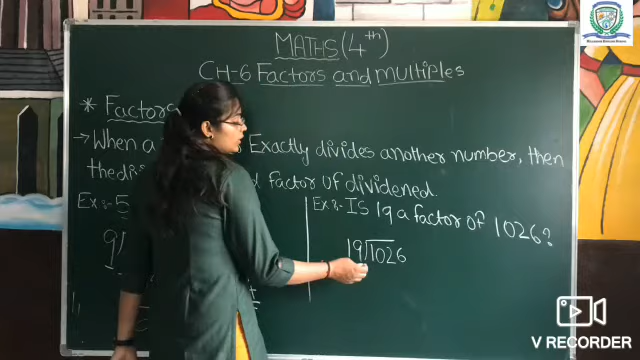 MATHS (4th)
CH-6 Factors and multiples
* Factors
→ When a Exactly divides another number, then
the Factor of dividened.
Ex:- 5
Ex:- IS 19 a factor of 1026?
9
19)1026
V RECORDER